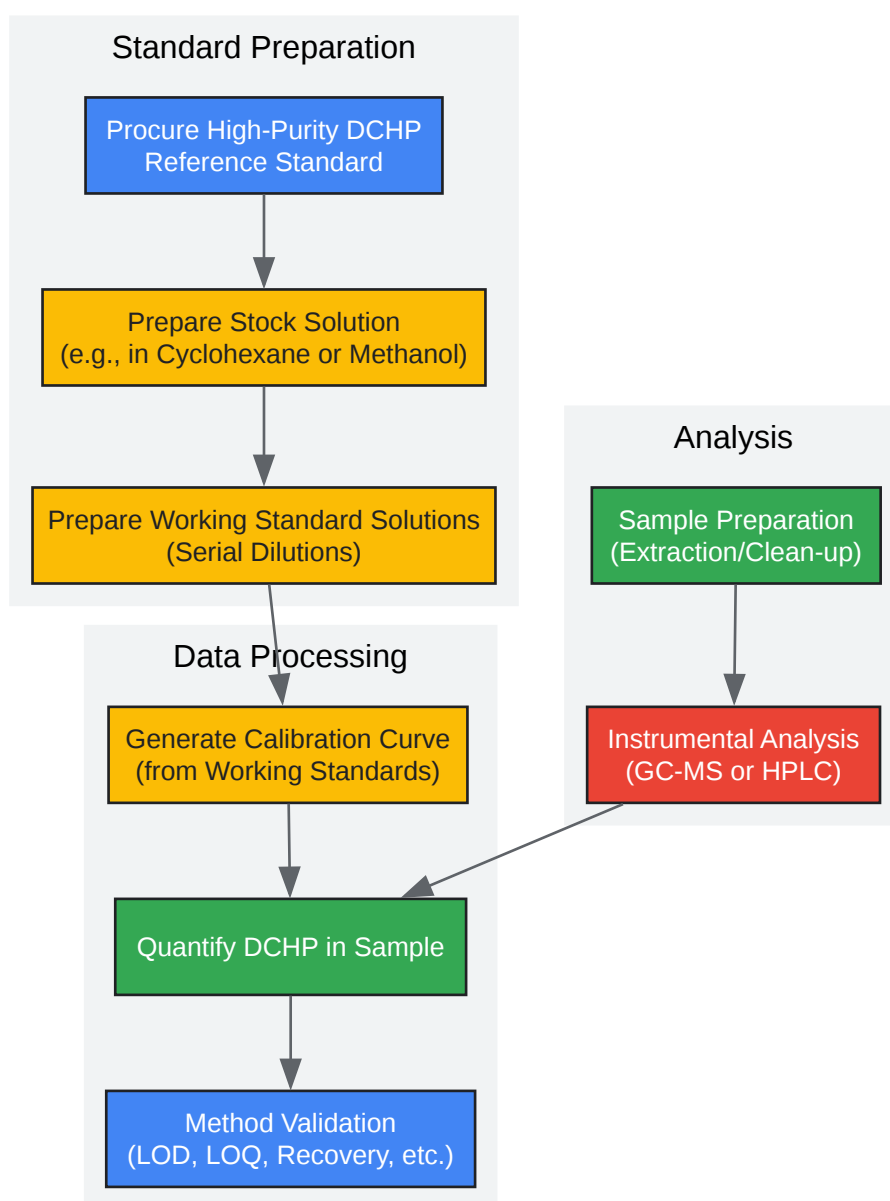 Standard Preparation
Procure High-Purity DCHP
Reference Standard
Prepare Stock Solution
(e.g., in Cyclohexane or Methanol)
Prepare Working Standard Solutions
(Serial Dilutions)
Analysis
Sample Preparation
(Extraction/Clean-up)
Instrumental Analysis
(GC-MS or HPLC)
Data Processing
Generate Calibration Curve
(from Working Standards)
Quantify DCHP in Sample
Method Validation
(LOD, LOQ, Recovery, etc.)